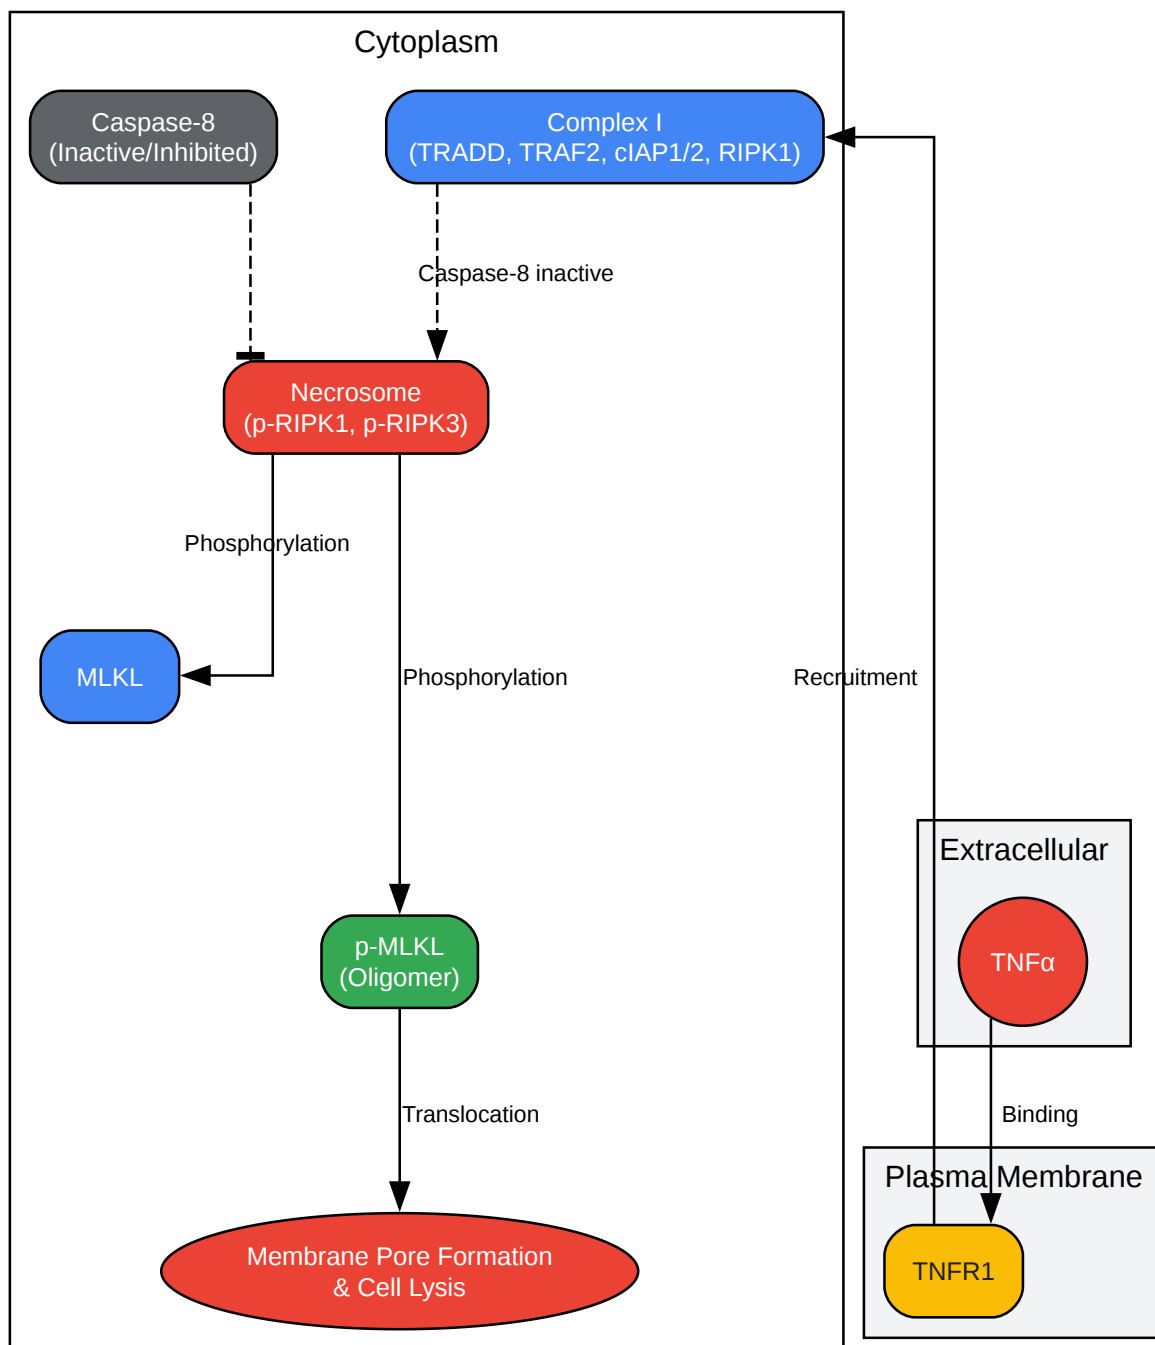 Cytoplasm
Caspase-8
(Inactive/Inhibited)
Complex I
(TRADD, TRAF2, cIAP1/2, RIPK1)
Caspase-8 inactive
Necrosome
(p-RIPK1, p-RIPK3)
Phosphorylation
MLKL
Phosphorylation
Recruitment
Extracellular
p-MLKL
(Oligomer)
TNFα
Translocation
Binding
Plasma Membrane
Membrane Pore Formation
& Cell Lysis
TNFR1